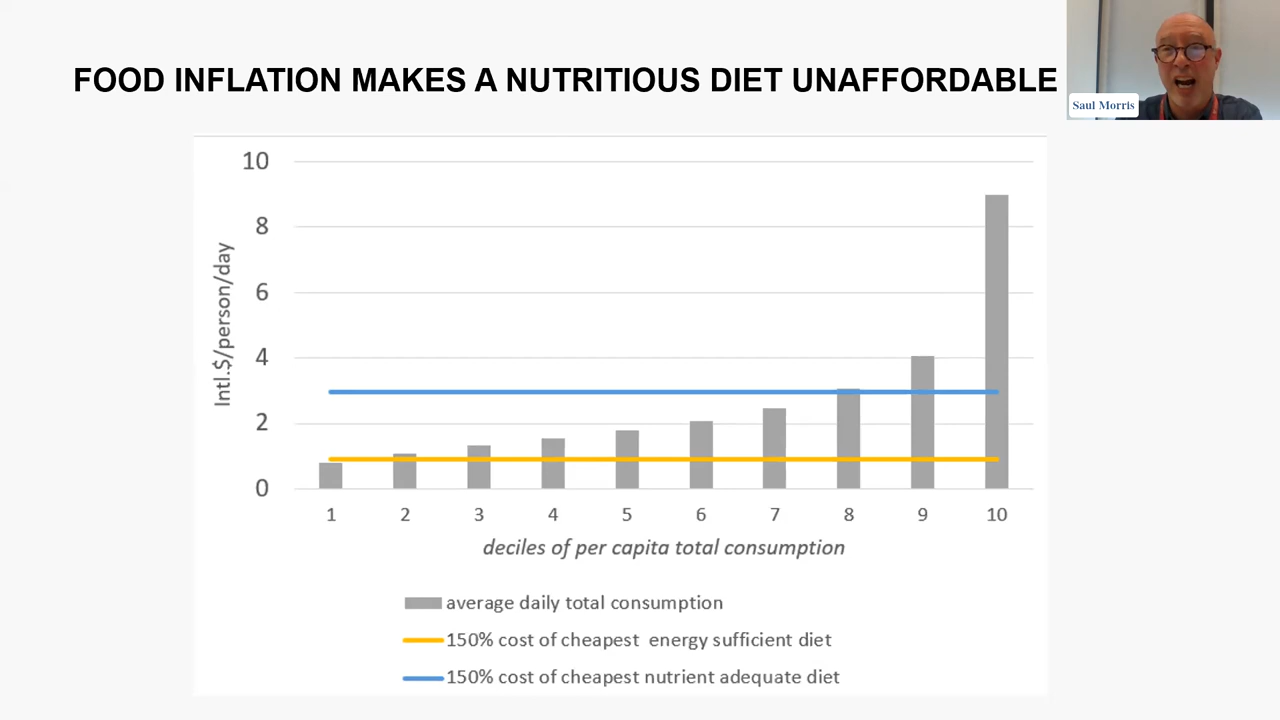 FOOD INFLATION MAKES A NUTRITIOUS DIET UNAFFORDABLE
Saul Morris
10
8
6
4
2
0
Intl.$/person/day
1 2 3 4 5 6 7 8 9 10
deciles of per capita total consumption
average daily total consumption
150% cost of cheapest energy sufficient diet
150% cost of cheapest nutrient adequate diet